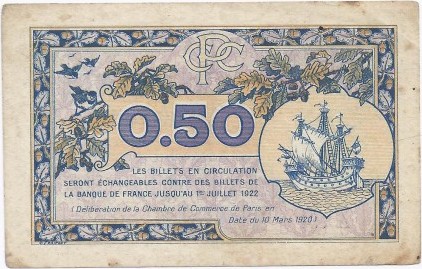 CPC
0.50
LES BILLETS EN CIRCULATION
SERONT ÉCHANGEABLES CONTRE DES BILLETS DE
LA BANQUE DE FRANCE JUSQU'AU 1ER JUILLET 1922
(Délibération de la Chambre de Commerce de Paris en
Date du 10 Mars 1920)